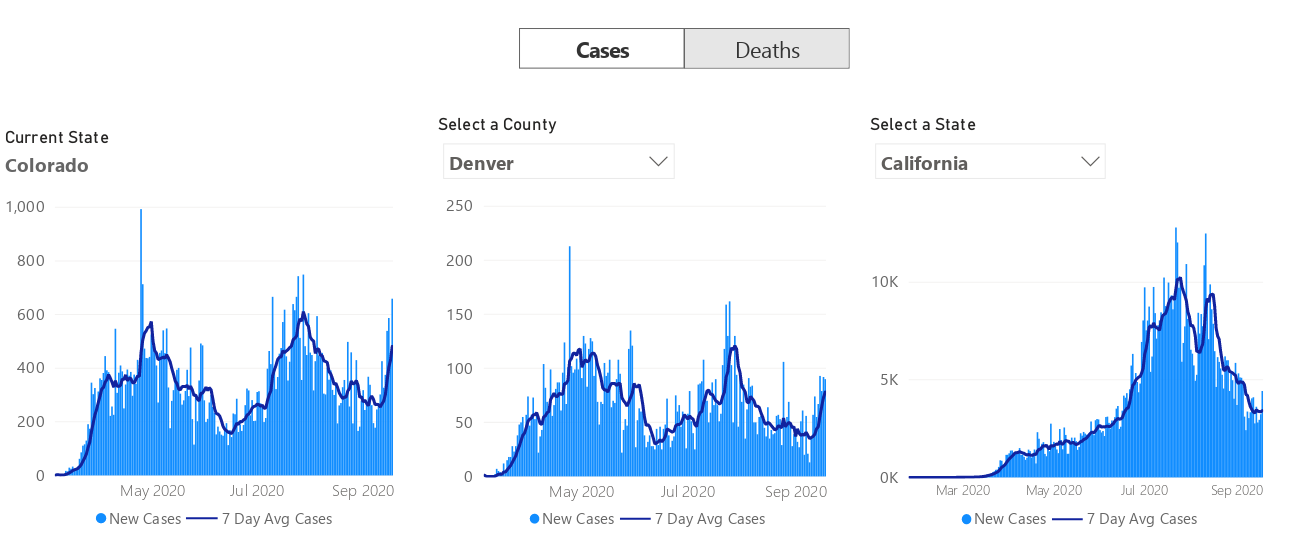 Cases Deaths
Current State
Colorado
1,000
800
600
400
200
0
May 2020 Jul 2020 Sep 2020
New Cases 7 Day Avg Cases
Select a County
Denver
250
200
150
100
50
0
May 2020 Jul 2020 Sep 2020
New Cases 7 Day Avg Cases
Select a State
California
10K
5K
0K
Mar 2020 May 2020 Jul 2020 Sep 2020
New Cases 7 Day Avg Cases